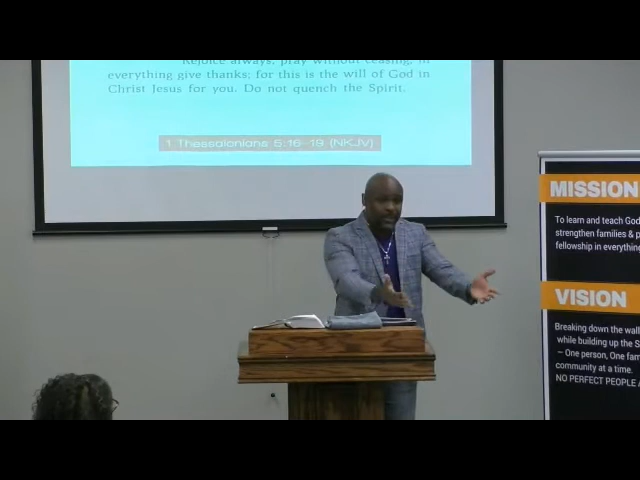 Rejoice always, pray without ceasing, in
everything give thanks; for this is the will of God in
Christ Jesus for you. Do not quench the Spirit.
1 Thessalonians 5:16-19 (NKJV)
MISSION
To learn and teach God
strengthen families & p
fellowship in everything
VISION
Breaking down the wall
while building up the S
— One person, One fam
community at a time.
NO PERFECT PEOPLE A